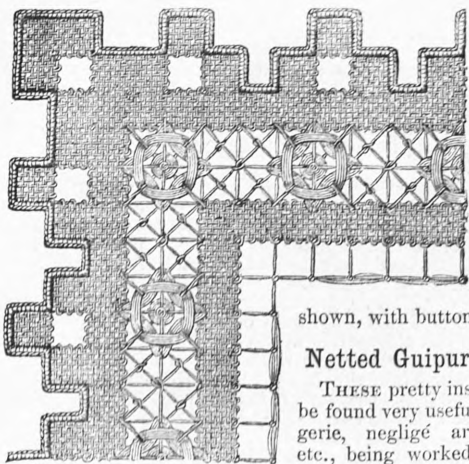 shown, with button
Netted Guipur
THESE pretty ins
be found very usefu
gerie, negligé ar
etc., being worked